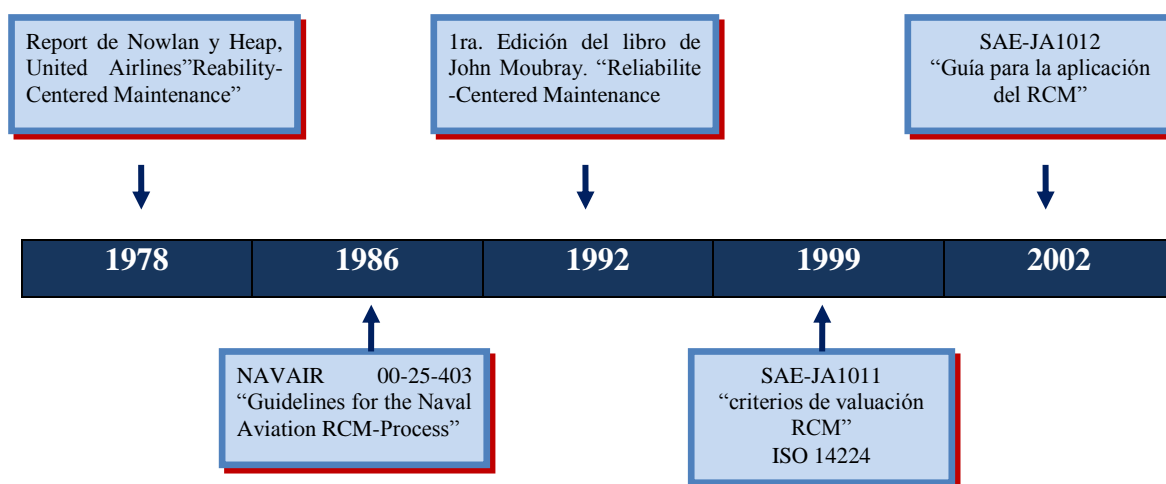 Report de Nowlan y Heap,
United Airlines”Reability-
Centered Maintenance”
1ra. Edición del libro de
John Moubray. “Reliabilite
-Centered Maintenance
SAE-JA1012
“Guía para la aplicación
del RCM”
1978 1986 1992 1999 2002
NAVAIR 00-25-403
“Guidelines for the Naval
Aviation RCM-Process”
SAE-JA1011
“criterios de valuación
RCM”
ISO 14224